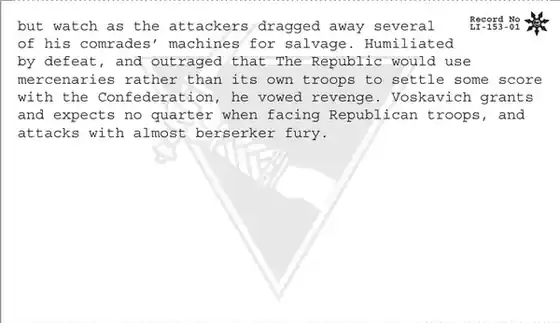 but watch as the attackers dragged away several
of his comrades’ machines for salvage. Humiliated
by defeat, and outraged that The Republic would use
mercenaries rather than its own troops to settle some score
with the Confederation, he vowed revenge. Voskavich grants
and expects no quarter when facing Republican troops, and
attacks with almost berserker fury.
Record No
LI-153-01